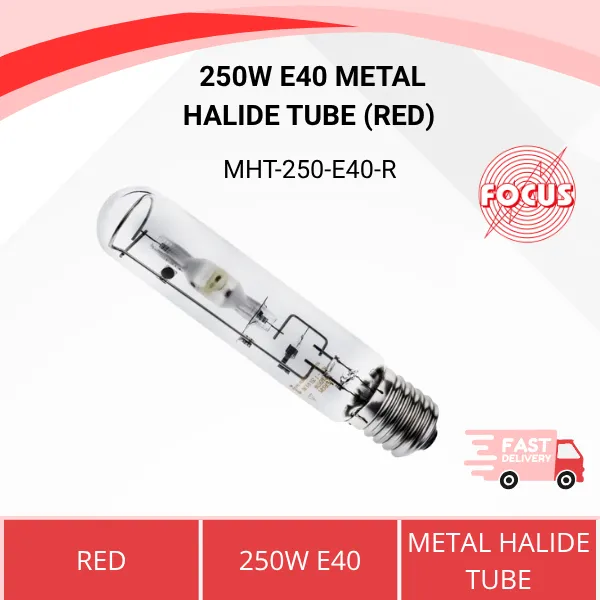 250W E40 METAL
HALIDE TUBE (RED)
MHT-250-E40-R
FOCUS
FAST
DELIVERY
RED
250W E40
METAL HALIDE
TUBE